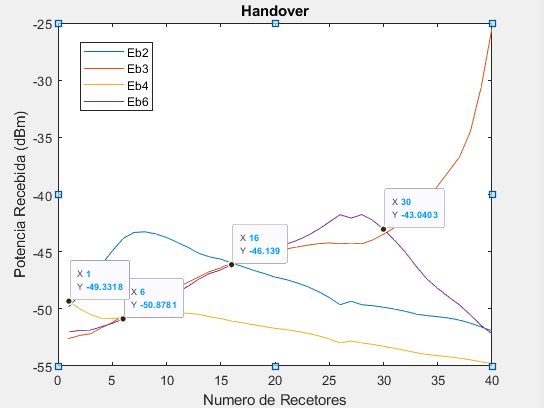 Handover
-25
-30
-35
-40
-45
-50
-55
Potencia Recebida (dBm)
Eb2
Eb3
Eb4
Eb6
X 1
Y -49.3318
X 6
Y -50.8781
X 16
Y -46.139
X 30
Y -43.0403
0
5
10
15
20
25
30
35
40
Numero de Recetores